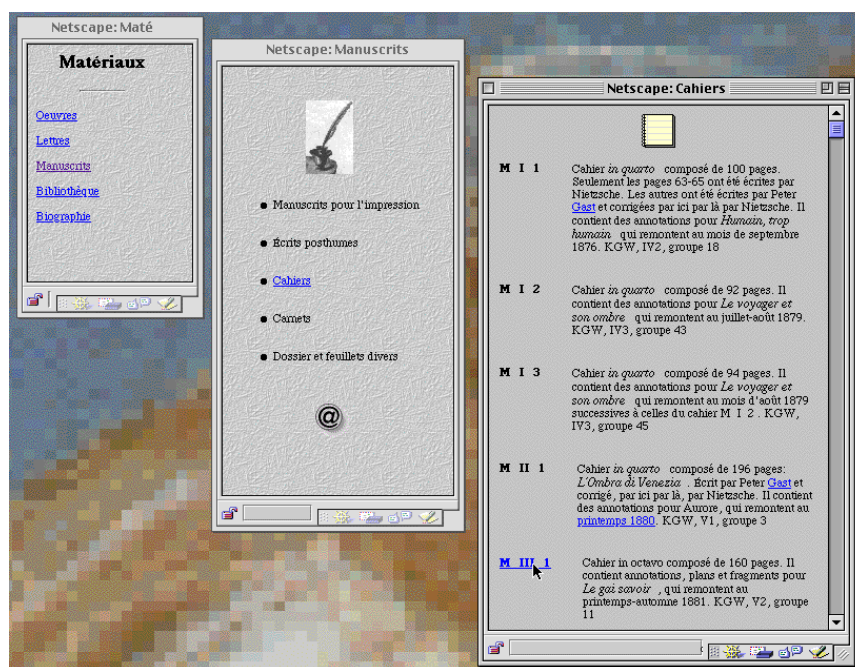 Netscape: Maté
Matériaux
Oeuvres
Lettres
Manuscrits
Bibliothèque
Biographie
Netscape: Manuscrits
Manuscrits pour l'impression
Écrits posthumes
Cahiers
Carnets
Dossier et feuillets divers
@
Netscape: Cahiers
M I 1 Cahier in quarto composé de 100 pages.
Seulement les pages 63-65 ont été écrites par
Nietzsche. Les autres ont été écrites par Peter
Gast et corrigées par ici par là par Nietzsche. Il
contient des annotations pour Humain, trop
humain qui remontent au mois de septembre
1876. KGW, IV2, groupe 18
M I 2 Cahier in quarto composé de 92 pages. Il
contient des annotations pour Le voyager et
son ombre qui remontent au juillet-août 1879.
KGW, IV3, groupe 43
M I 3 Cahier in quarto composé de 94 pages. Il
contient des annotations pour Le voyager et
son ombre qui remontent au mois d'août 1879
successives à celles du cahier M I 2 . KGW,
IV3, groupe 45
M II 1 Cahier in quarto composé de 196 pages:
L'Ombra di Venezia . Écrit par Peter Gast et
corrigé, par ici par là, par Nietzsche. Il contient
des annotations pour Aurore, qui remontent au
printemps 1880. KGW, V1, groupe 3
M III 1 Cahier in octavo composé de 160 pages. Il
contient annotations, plans et fragments pour
Le gai savoir , qui remontent au
printemps-automne 1881. KGW, V2, groupe
11